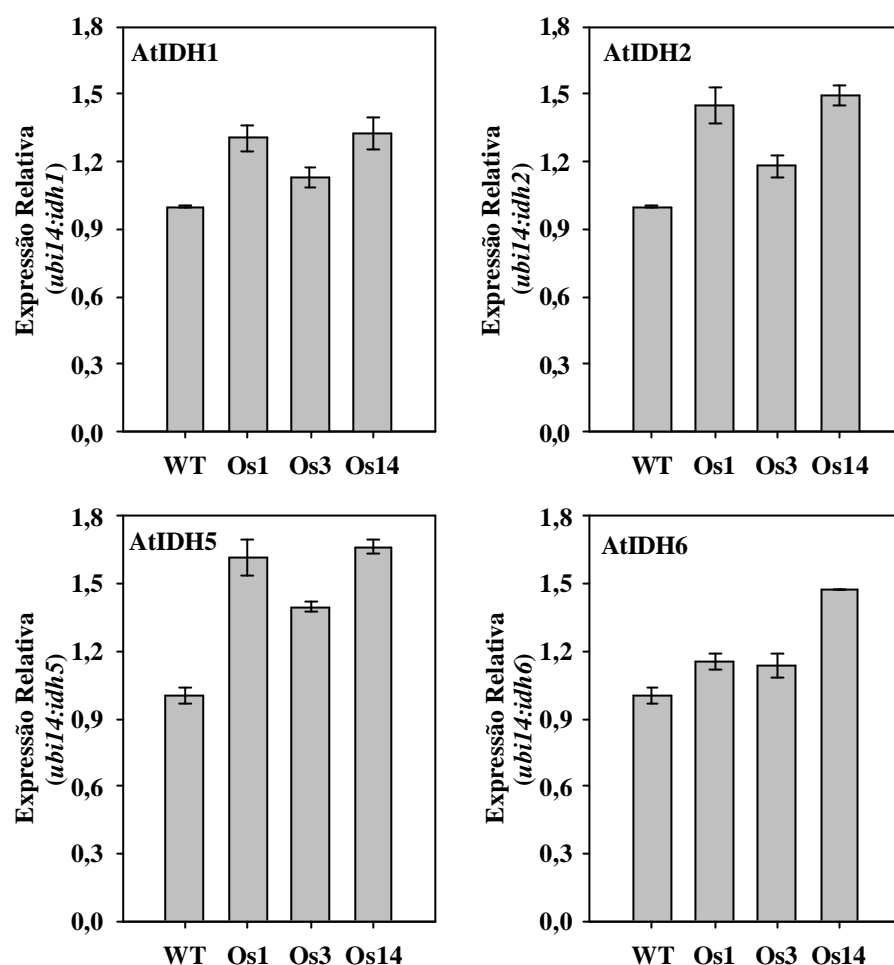 AtIDH1
Expressão Relativa
(ubi14:idh1)
1,8
1,5
1,2
0,9
0,6
0,3
0,0
WT Os1 Os3 Os14
AtIDH2
Expressão Relativa
(ubi14:idh2)
1,8
1,5
1,2
0,9
0,6
0,3
0,0
WT Os1 Os3 Os14
AtIDH5
Expressão Relativa
(ubi14:idh5)
1,8
1,5
1,2
0,9
0,6
0,3
0,0
WT Os1 Os3 Os14
AtIDH6
Expressão Relativa
(ubi14:idh6)
1,8
1,5
1,2
0,9
0,6
0,3
0,0
WT Os1 Os3 Os14